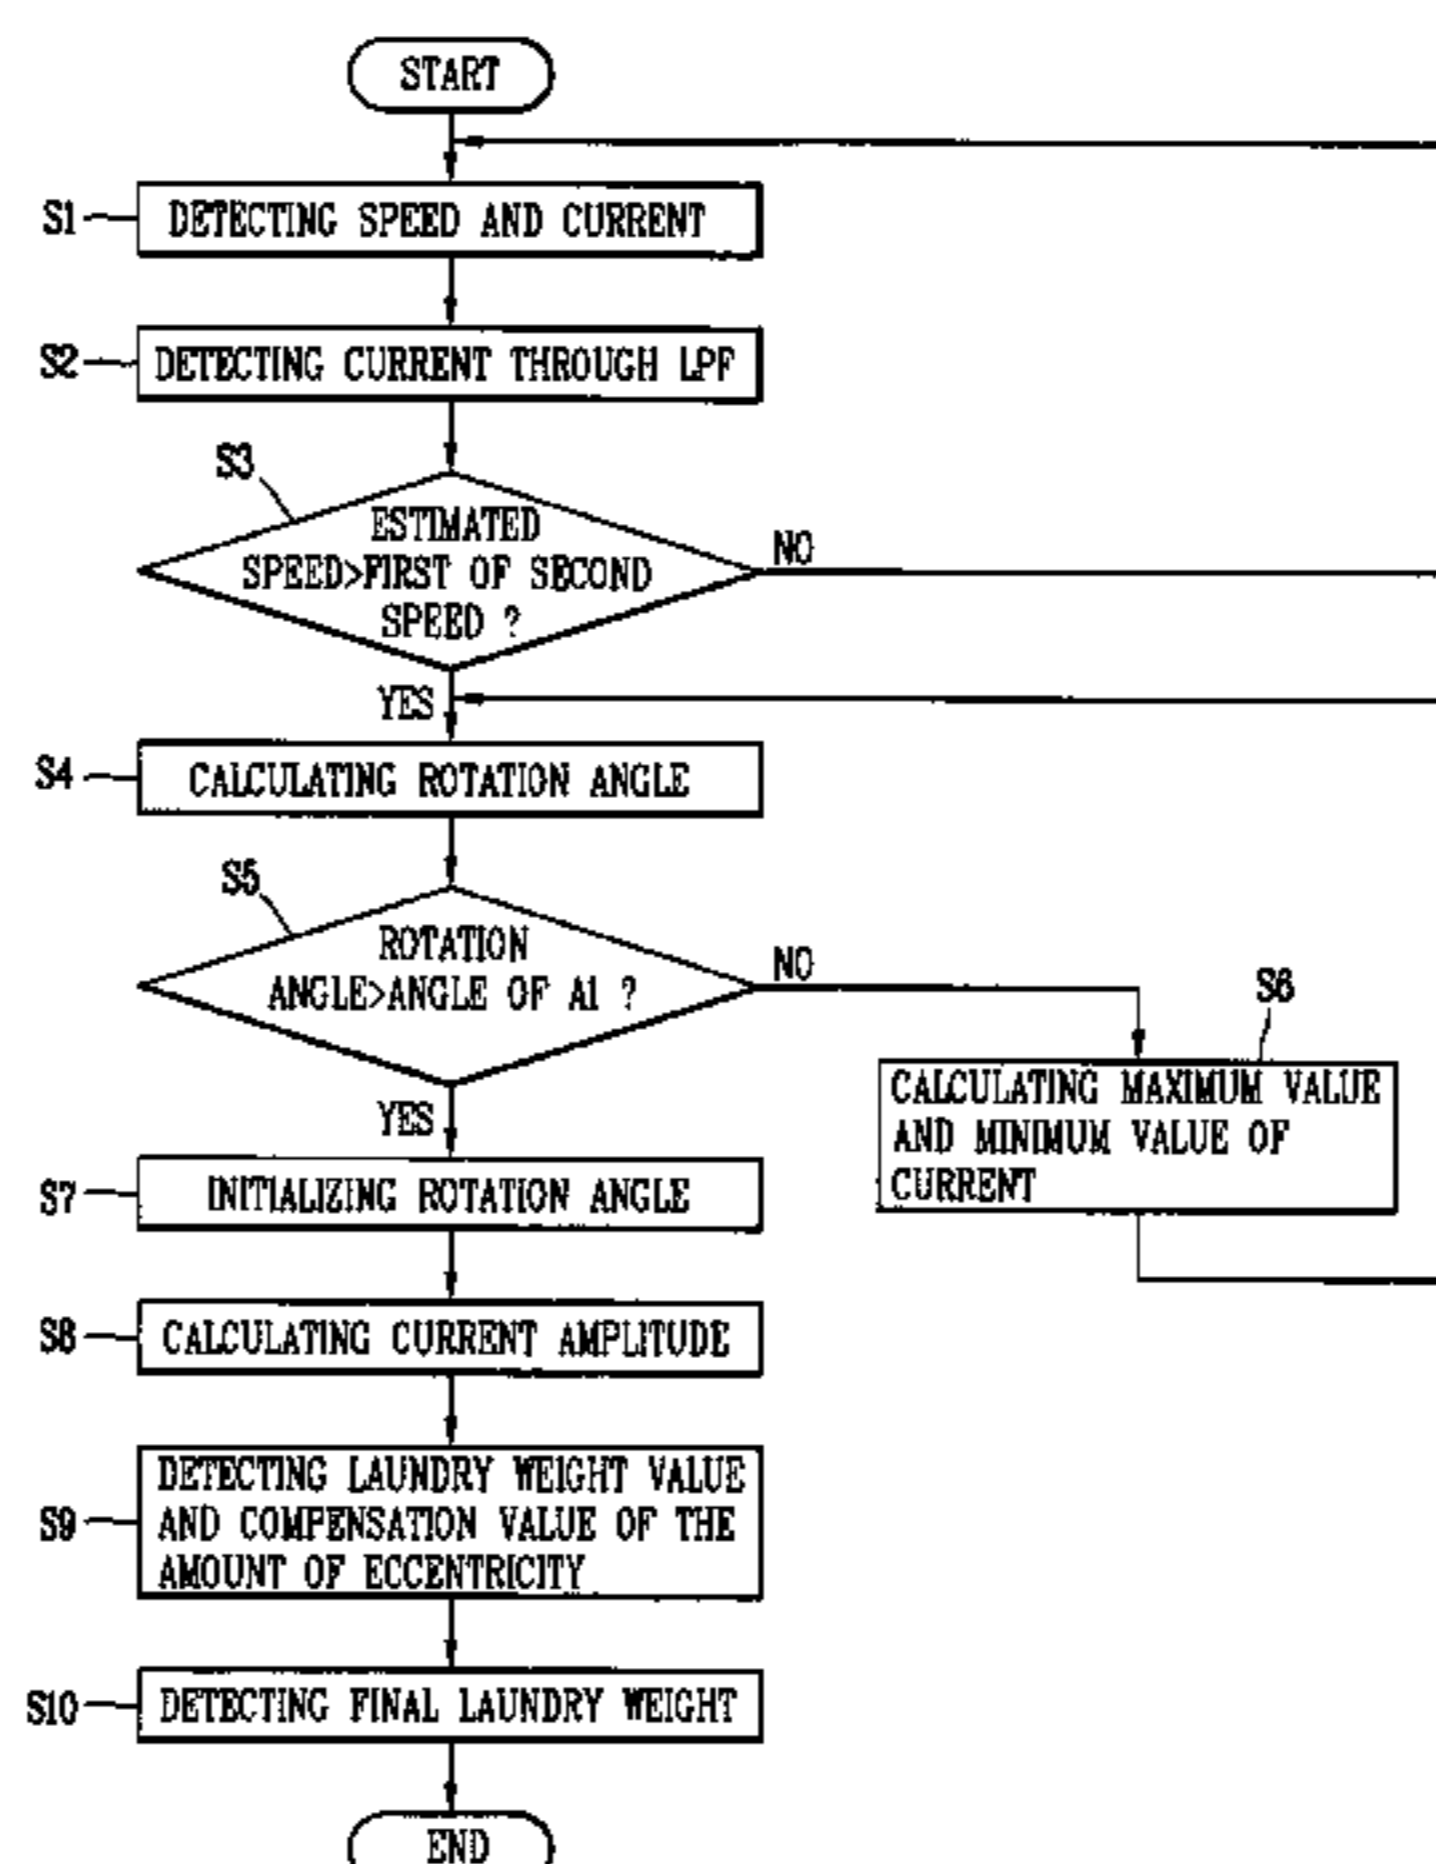 START
S1
DETECTING SPEED AND CURRENT
S2
DETECTING CURRENT THROUGH LPF
S3
ESTIMATED
SPEED>FIRST OF SECOND
SPEED ?
NO
YES
S4
CALCULATING ROTATION ANGLE
S5
ROTATION
ANGLE>ANGLE OF A1 ?
NO
S6
CALCULATING MAXIMUM VALUE
AND MINIMUM VALUE OF
CURRENT
YES
S7
INITIALIZING ROTATION ANGLE
S8
CALCULATING CURRENT AMPLITUDE
S9
DETECTING LAUNDRY WEIGHT VALUE
AND COMPENSATION VALUE OF THE
AMOUNT OF ECCENTRICITY
S10
DETECTING FINAL LAUNDRY WEIGHT
END